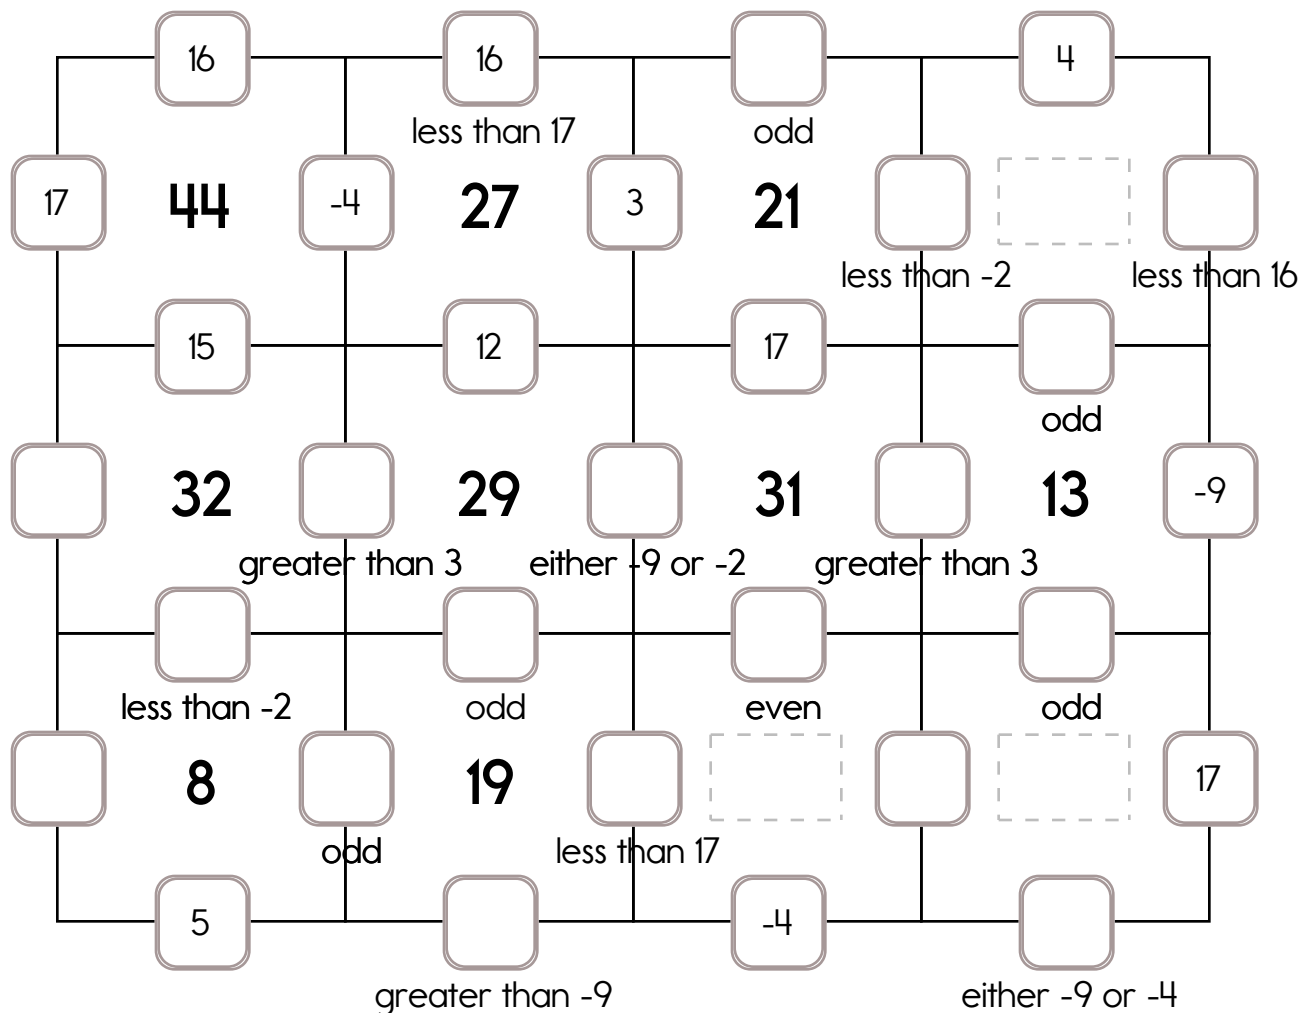 16 16 4
less than 17 odd
17 44 -4 27 3 21
less than -2 less than 16
15 12 17
odd
32 29 31 13 -9
greater than 3 either -9 or -2 greater than 3
less than -2 odd even odd
8 19 17
odd less than 17
5 -4
greater than -9 either -9 or -4